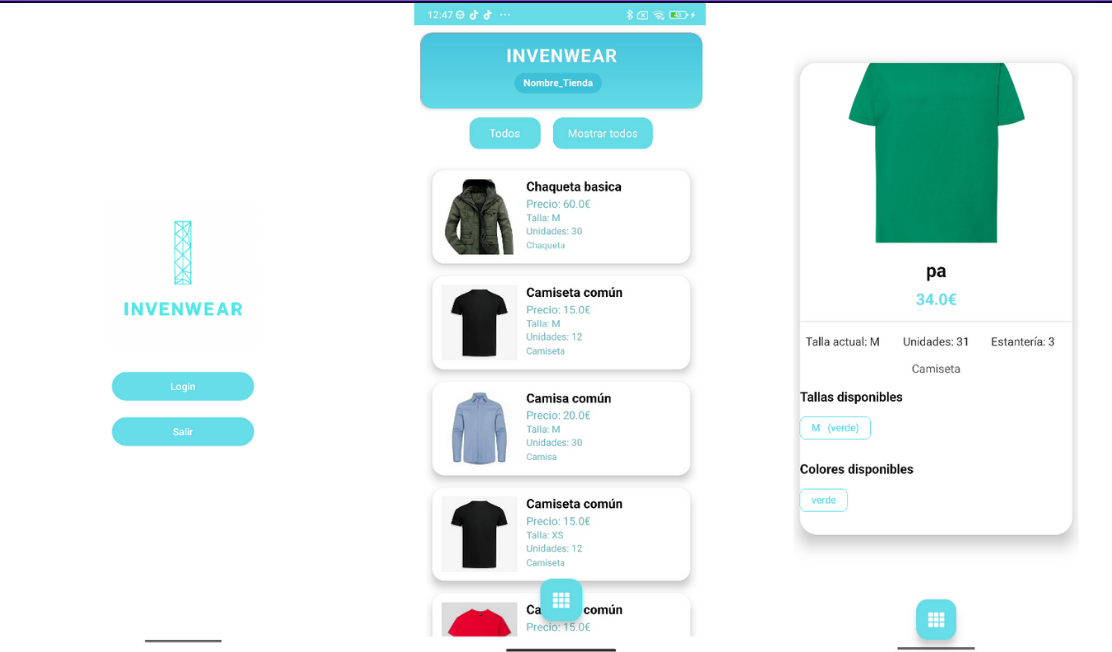 INVENWEAR
Login
Salir
12:47
INVENWEAR
Nombre_Tienda
Todos
Mostrar todos
Chaqueta basica
Precio: 60.0€
Talla: M
Unidades: 30
Chaqueta
Camiseta común
Precio: 15.0€
Talla: M
Unidades: 12
Camiseta
Camisa común
Precio: 20.0€
Talla: M
Unidades: 30
Camisa
Camiseta común
Precio: 15.0€
Talla: XS
Unidades: 12
Camiseta
Ca común
Precio: 15.0€
pa
34.0€
Talla actual: M Unidades: 31 Estantería: 3
Camiseta
Tallas disponibles
M (verde)
Colores disponibles
verde